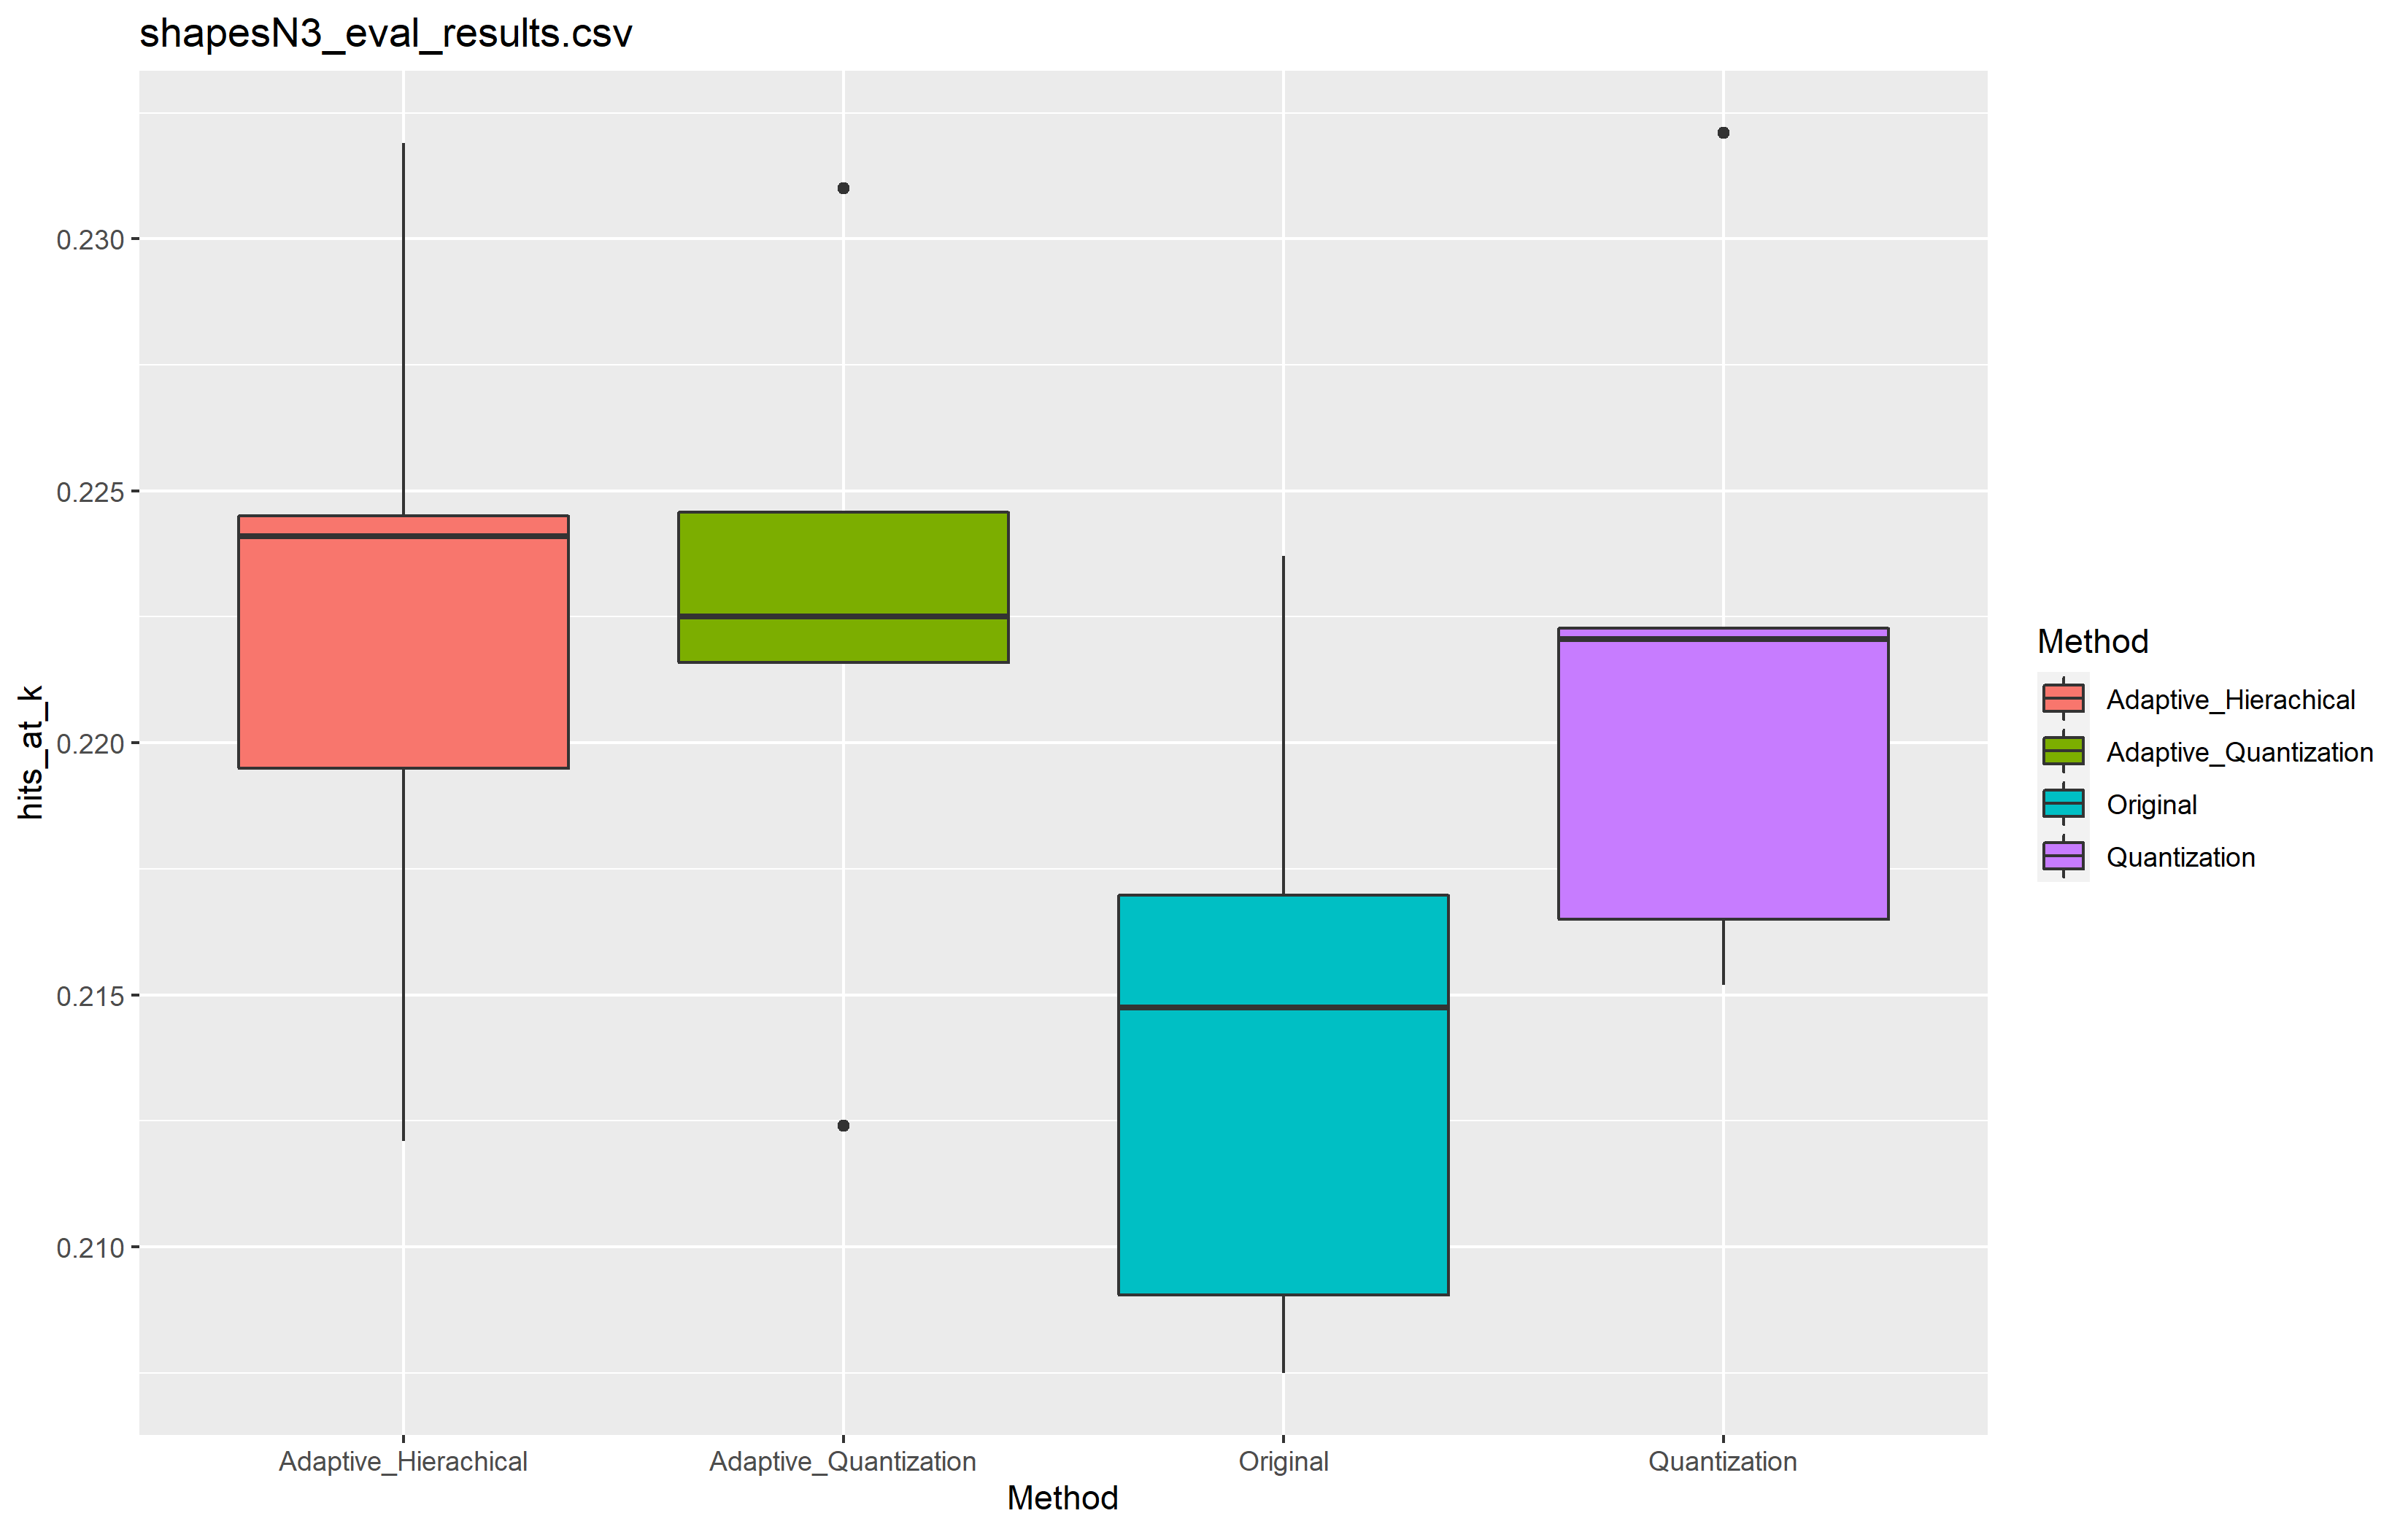 shapesN3_eval_results.csv
hits_at_k
0.230
0.225
0.220
0.215
0.210
Adaptive_Hierachical
Adaptive_Quantization
Original
Quantization
Method
Method
Adaptive_Hierachical
Adaptive_Quantization
Original
Quantization